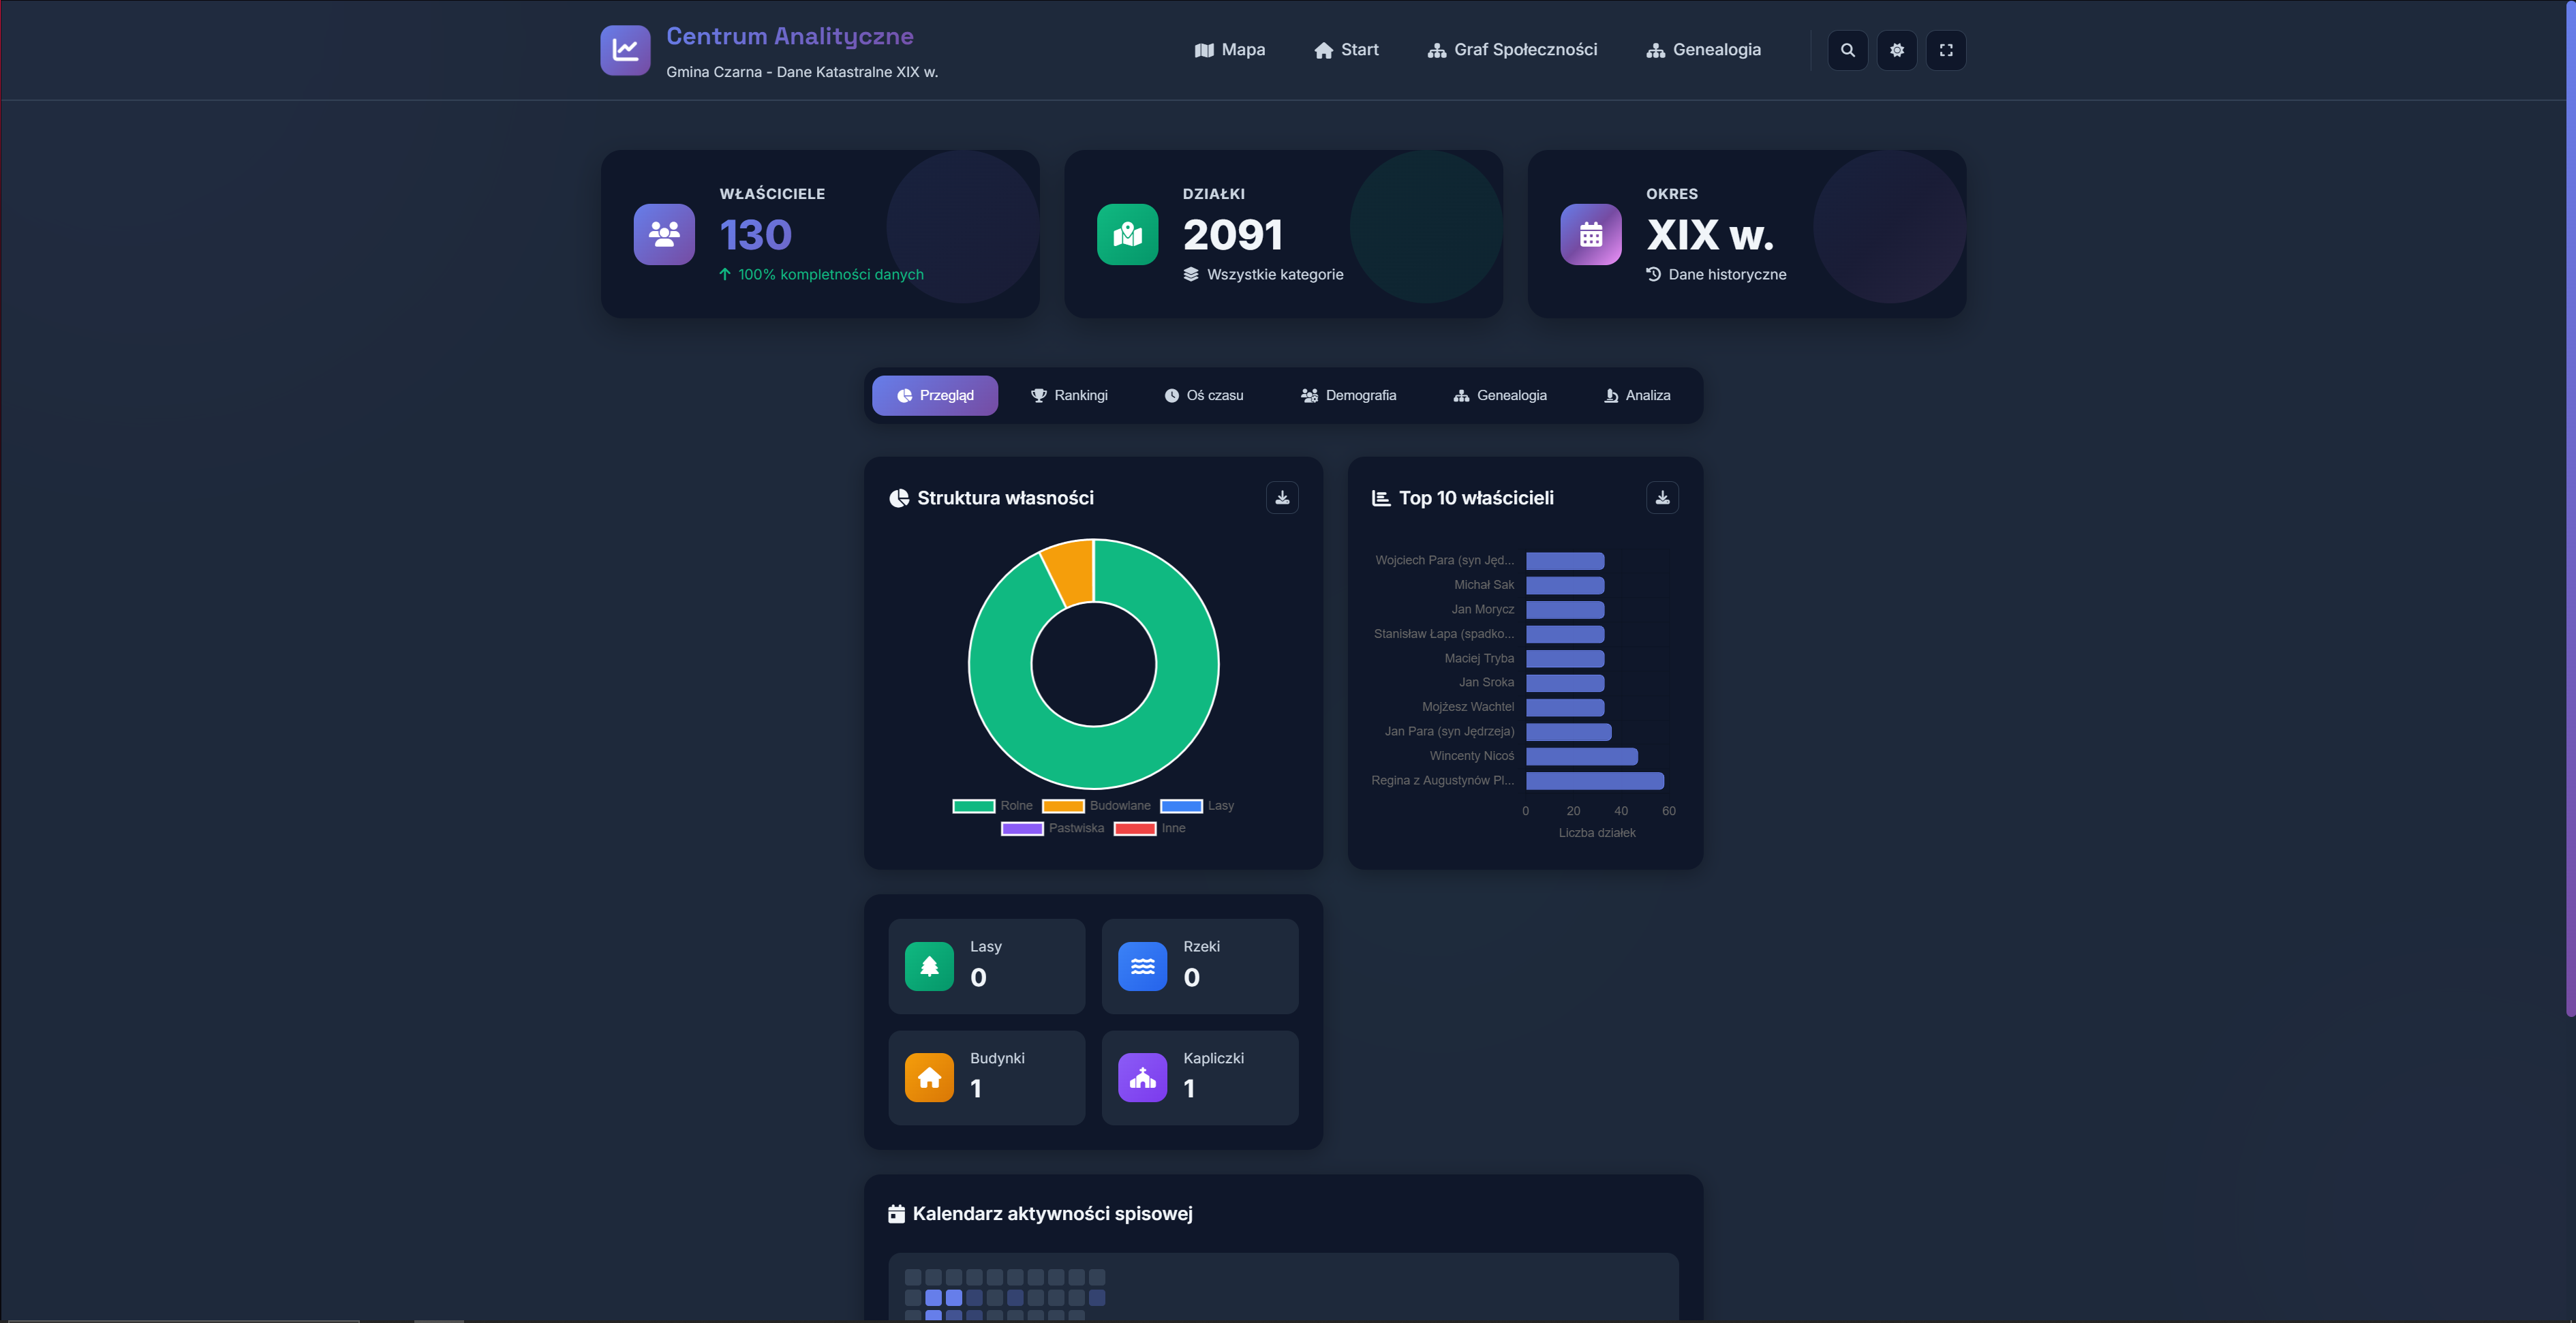 Centrum Analityczne
Gmina Czarna - Dane Katastralne XIX w.
Mapa
Start
Graf Społeczności
Genealogia
WŁAŚCICIELE
130
100% kompletności danych
DZIAŁKI
2091
Wszystkie kategorie
OKRES
XIX w.
Dane historyczne
Przegląd
Rankingi
Oś czasu
Demografia
Genealogia
Analiza
Struktura własności
Rolne
Budowlane
Lasy
Pastwiska
Inne
Top 10 właścicieli
Wojciech Para (syn Jęd...
Michał Sak
Jan Morycz
Stanisław Łapa (spadko...
Maciej Tryba
Jan Sroka
Mojżesz Wachtel
Jan Para (syn Jędrzeja)
Wincenty Nicoś
Regina z Augustynów Pl...
0 20 40 60
Liczba działek
Lasy
0
Rzeki
0
Budynki
1
Kapliczki
1
Kalendarz aktywności spisowej